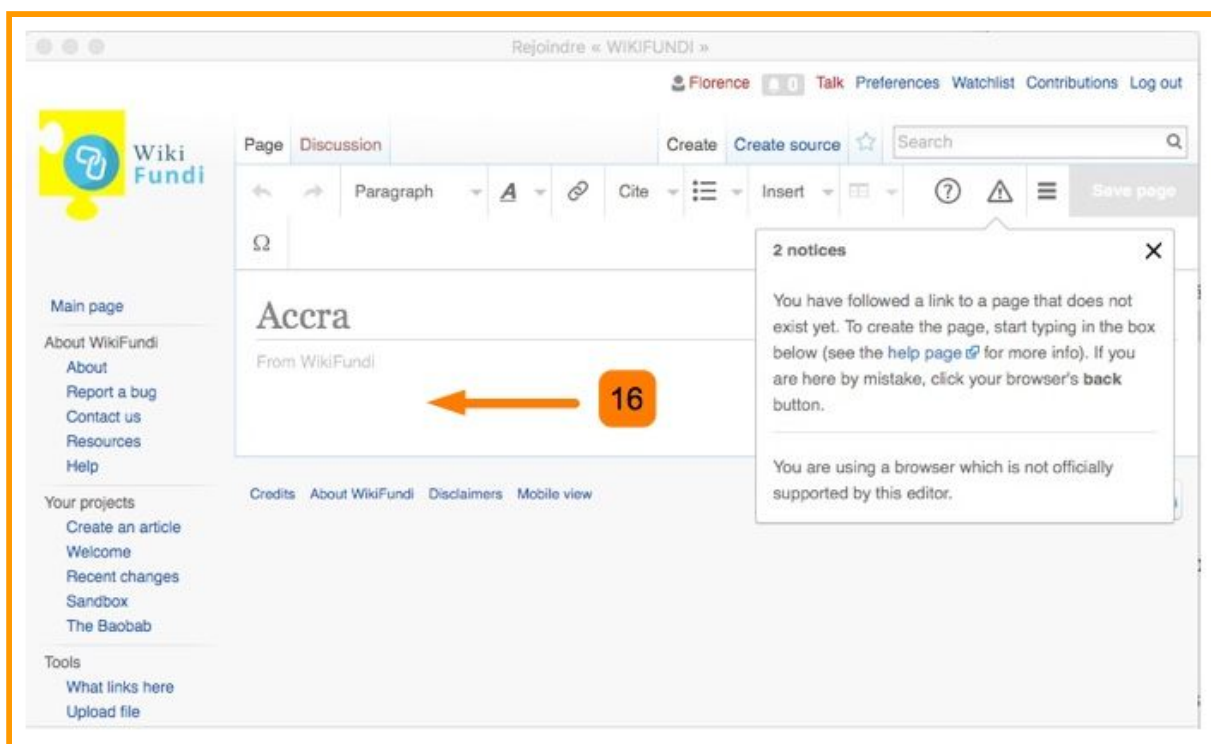 Rejoindre « WIKIFUNDI »
Florence 0 Talk Preferences Watchlist Contributions Log out
Wiki
Fundi
Page Discussion Create Create source Search
Paragraph A Cite Insert Save page
Ω
2 notices
You have followed a link to a page that does not
exist yet. To create the page, start typing in the box
below (see the help page for more info). If you
are here by mistake, click your browser's back
button.
You are using a browser which is not officially
supported by this editor.
Accra
From WikiFundi
16
Credits About WikiFundi Disclaimers Mobile view
Main page
About WikiFundi
About
Report a bug
Contact us
Resources
Help
Your projects
Create an article
Welcome
Recent changes
Sandbox
The Baobab
Tools
What links here
Upload file